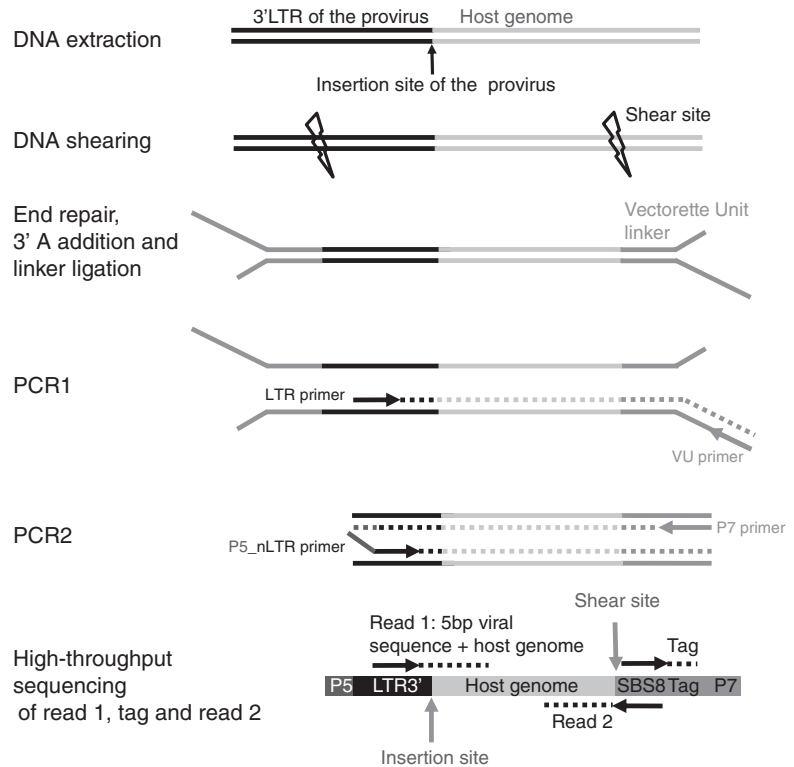 3'LTR of the provirus
Host genome
DNA extraction
Insertion site of the  provirus
Shear site
DNA shearing
End repair,
3' A addition and
linker ligation
Vectorette Unit
linker
PCR1
LTR primer
VU primer
PCR2
P5_nLTR primer
P7 primer
Shear site
Read 1: 5bp viral
sequence + host genome
Tag
High-throughput
sequencing
of read 1, tag and read 2
P5 LTR3' Host genome SBS8 Tag P7
Read 2
Insertion site